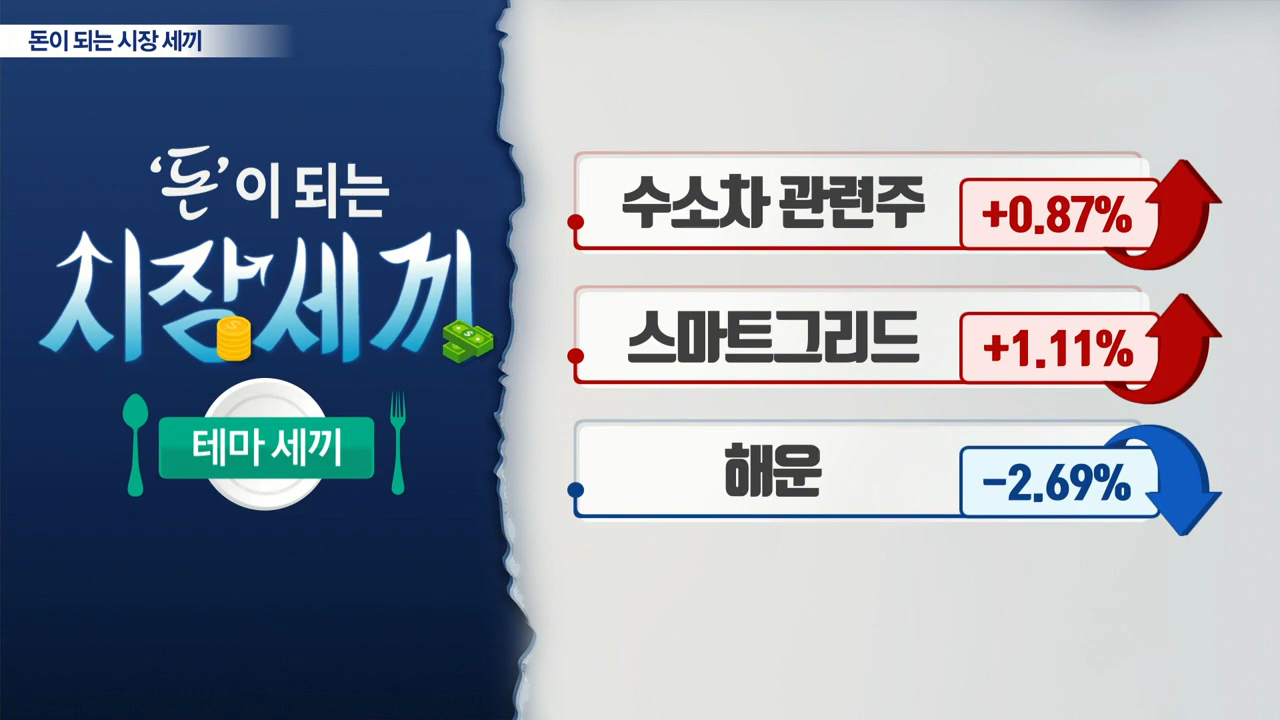 돈이 되는 시장 세끼
‘돈’이 되는
시장세끼
테마 세끼
수소차 관련주
+0.87%
스마트그리드
+1.11%
해운
-2.69%